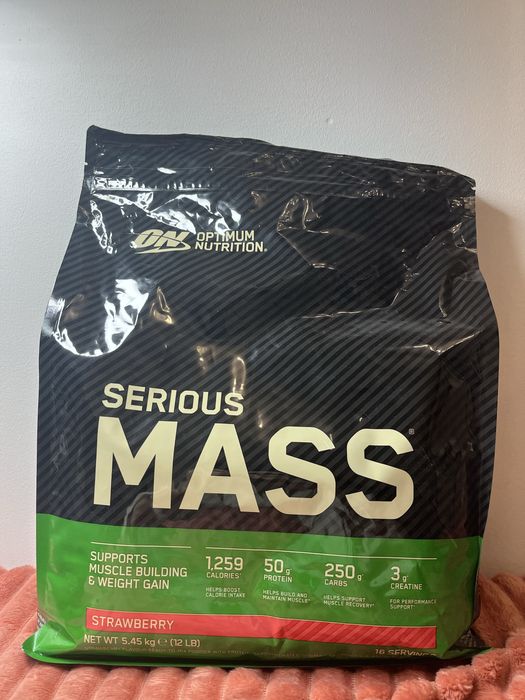 ON OPTIMUM
NUTRITION®
SERIOUS
MASS®
SUPPORTS
MUSCLE BUILDING
& WEIGHT GAIN
1,259
CALORIES
HELPS BOOST
CALORIE INTAKE
50g
PROTEIN
HELPS BUILD AND
MAINTAIN MUSCLE
250g
CARBS
HELPS SUPPORT
MUSCLE RECOVERY
3g
CREATINE
FOR PERFORMANCE
SUPPORT
STRAWBERRY
NET WT 5.45 kg ℮ (12 LB)
16 SERVINGS